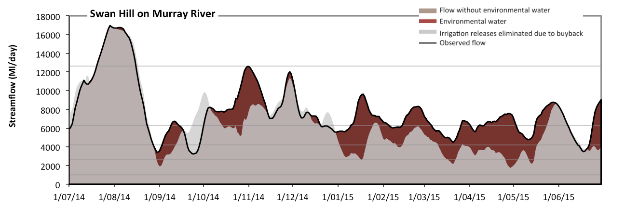 Swan Hill on Murray River
Flow without environmental water
Environmental water
Irrigation releases eliminated due to buyback
Observed flow
Streamflow (Ml/day)
18000
16000
14000
12000
10000
8000
6000
4000
2000
0
1/07/14 1/08/14 1/09/14 1/10/14 1/11/14 1/12/14 1/01/15 1/02/15 1/03/15 1/04/15 1/05/15 1/06/15